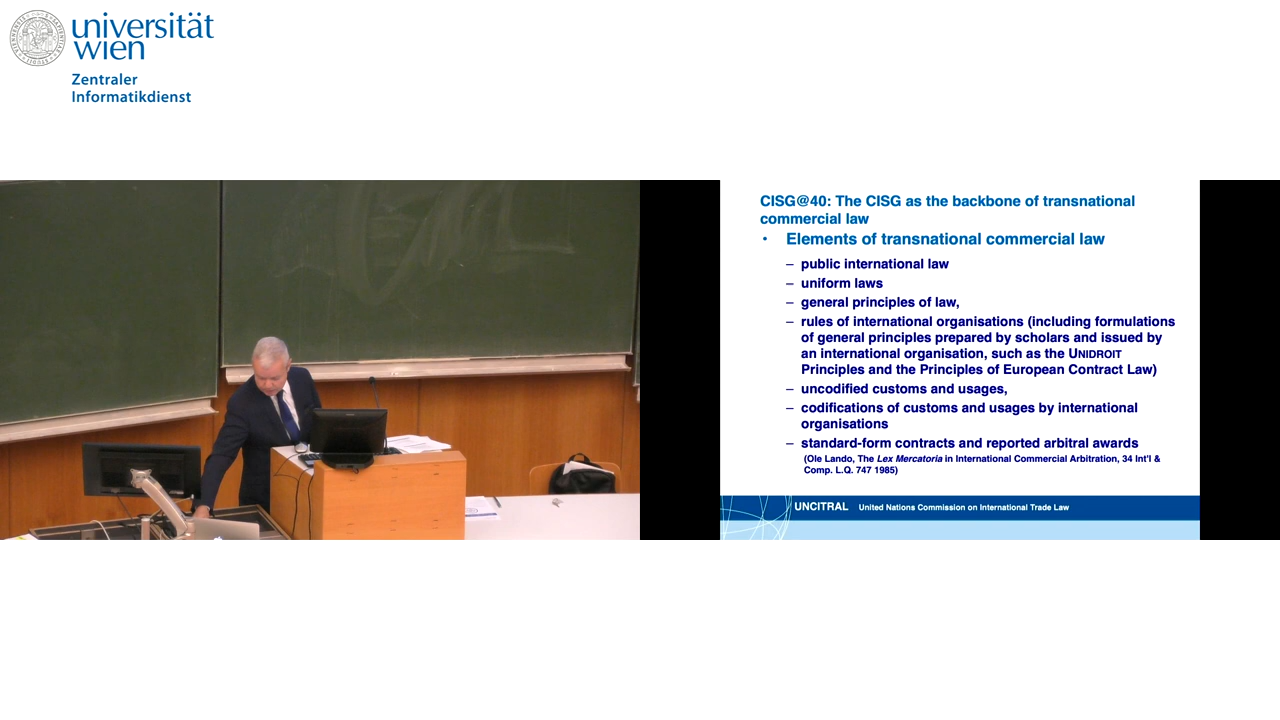 universität
wien
Zentraler
Informatikdienst
CISG@40: The CISG as the backbone of transnational
commercial law
• Elements of transnational commercial law
– public international law
– uniform laws
– general principles of law,
– rules of international organisations (including formulations
of general principles prepared by scholars and issued by
an international organisation, such as the UNIDROIT
Principles and the Principles of European Contract Law)
– uncodified customs and usages,
– codifications of customs and usages by international
organisations
– standard-form contracts and reported arbitral awards
(Ole Lando, The Lex Mercatoria in International Commercial Arbitration, 34 Int'l &
Comp. L.Q. 747 1985)
UNCITRAL United Nations Commission on International Trade Law